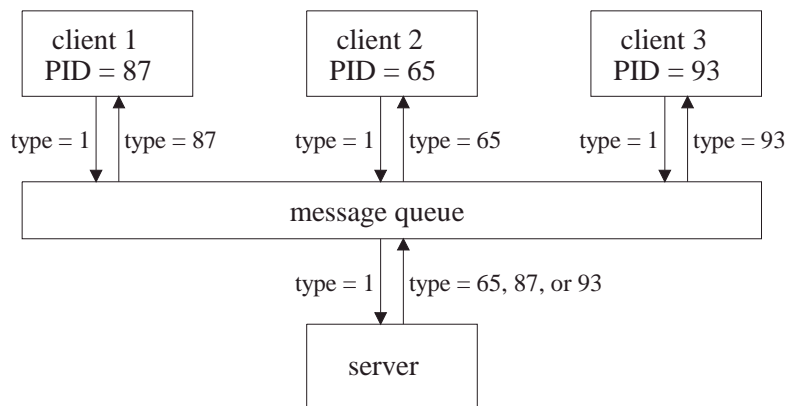 client 1
PID = 87
client 2
PID = 65
client 3
PID = 93
type = 1
type = 87
type = 1
type = 65
type = 1
type = 93
message queue
type = 1
type = 65, 87, or 93
server